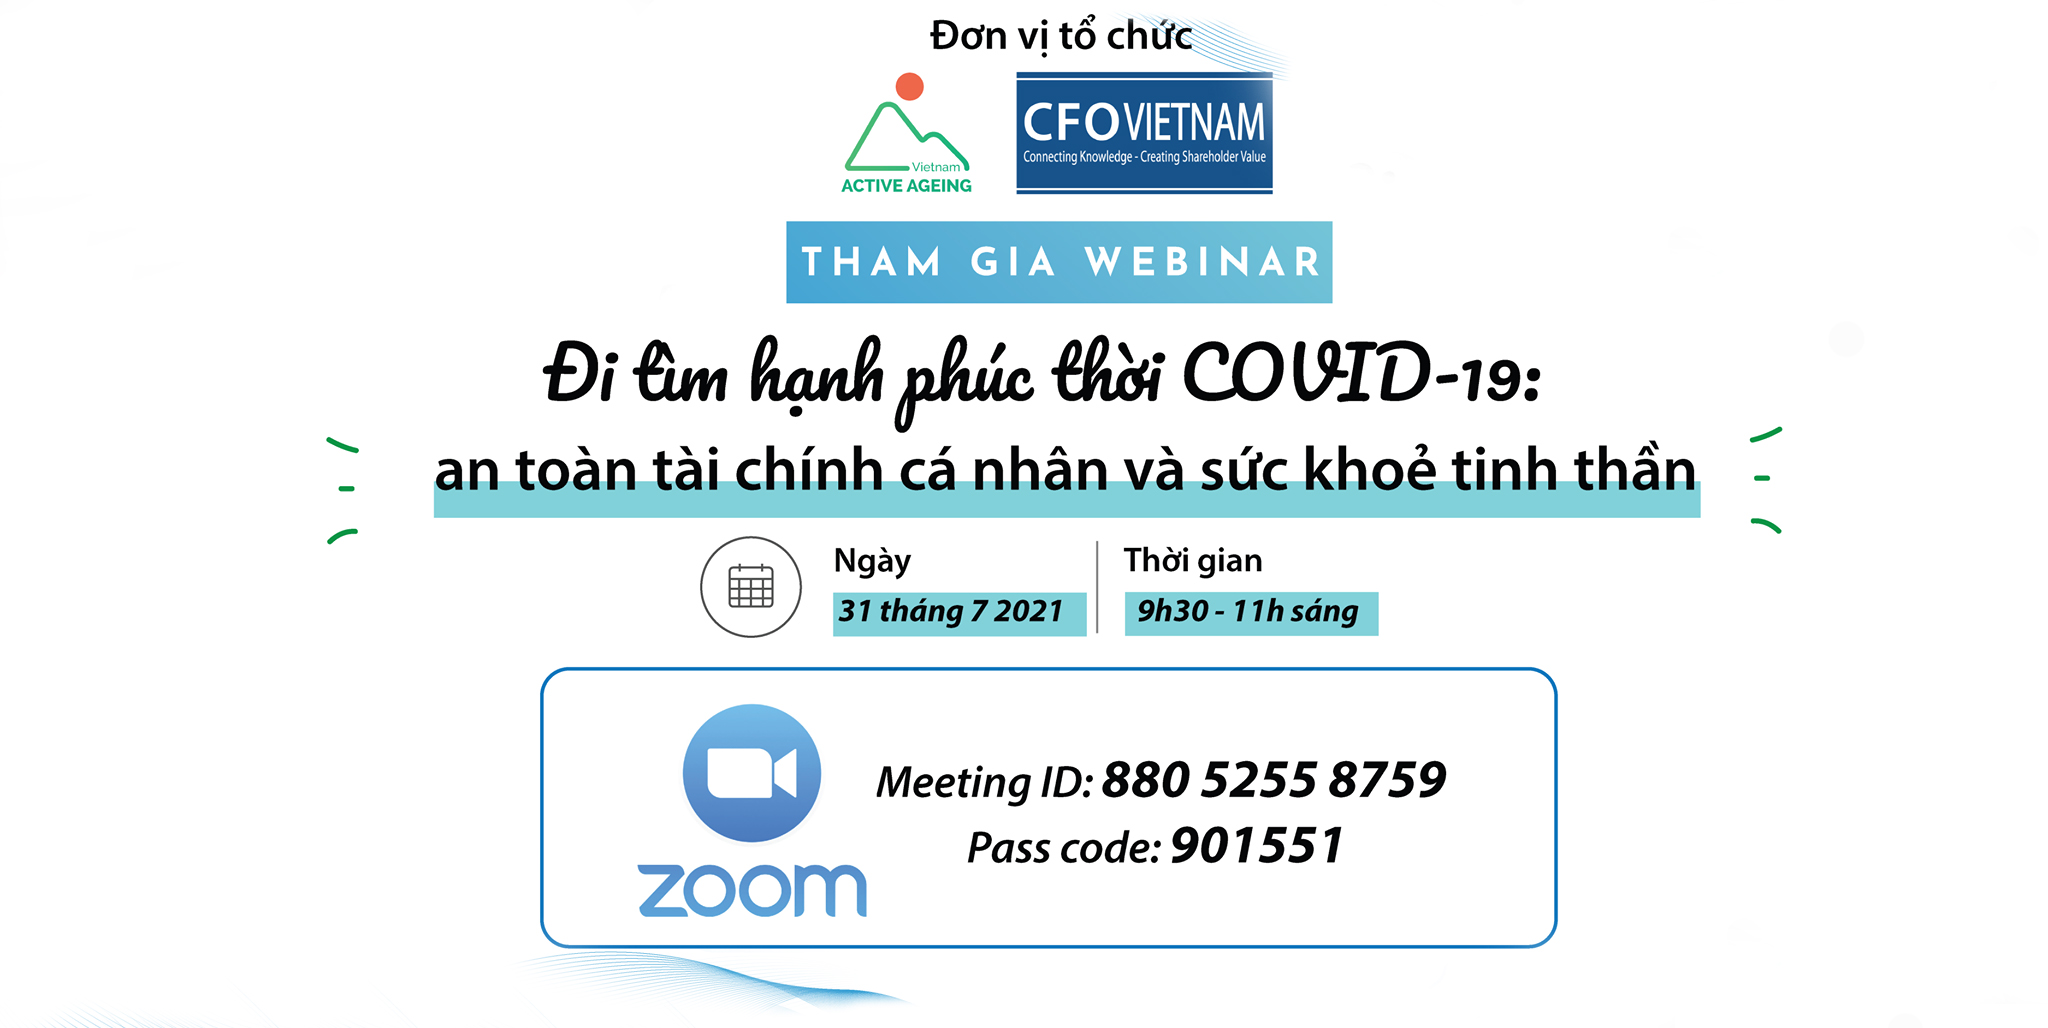 Đơn vị tổ chức
Vietnam
ACTIVE AGEING
CFO VIETNAM
Connecting Knowledge - Creating Shareholder Value
THAM GIA WEBINAR
Đi tìm hạnh phúc thời COVID-19:
an toàn tài chính cá nhân và sức khoẻ tinh thần
Ngày
31 tháng 7 2021
Thời gian
9h30 - 11h sáng
zoom
Meeting ID: 880 5255 8759
Pass code: 901551